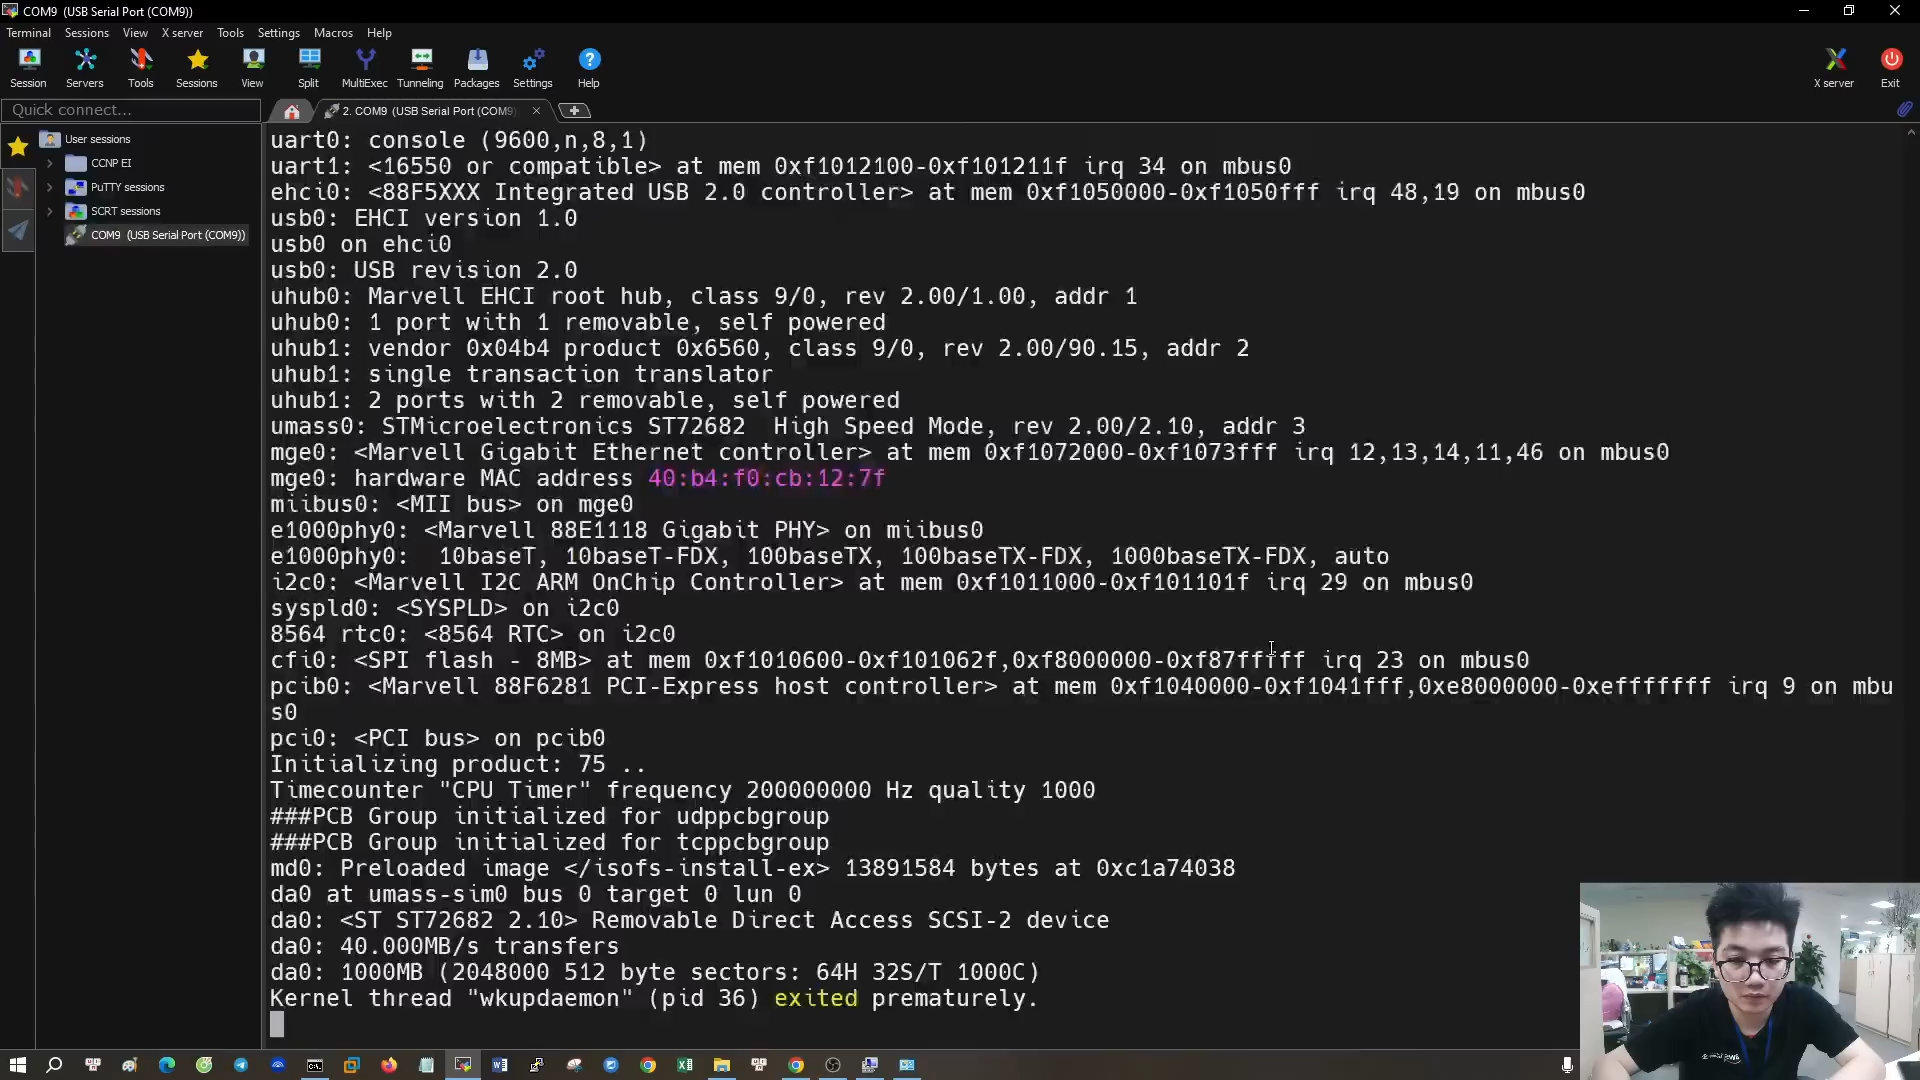 COM9 (USB Serial Port (COM9))
Terminal Sessions View X server Tools Settings Macros Help
Session Servers Tools Sessions View Split MultiExec Tunneling Packages Settings Help X server Exit
Quick connect...
2. COM9 (USB Serial Port (COM9)
User sessions
CCNP EI
PuTTY sessions
SCRT sessions
COM9 (USB Serial Port (COM9))
uart0: console (9600,n,8,1)
uart1: <16550 or compatible> at mem 0xf1012100-0xf101211f irq 34 on mbus0
ehci0: <88F5XXX Integrated USB 2.0 controller> at mem 0xf1050000-0xf1050fff irq 48,19 on mbus0
usb0: EHCI version 1.0
usb0 on ehci0
usb0: USB revision 2.0
uhub0: Marvell EHCI root hub, class 9/0, rev 2.00/1.00, addr 1
uhub0: 1 port with 1 removable, self powered
uhub1: vendor 0x04b4 product 0x6560, class 9/0, rev 2.00/90.15, addr 2
uhub1: single transaction translator
uhub1: 2 ports with 2 removable, self powered
umass0: STMicroelectronics ST72682  High Speed Mode, rev 2.00/2.10, addr 3
mge0: <Marvell Gigabit Ethernet controller> at mem 0xf1072000-0xf1073fff irq 12,13,14,11,46 on mbus0
mge0: hardware MAC address 40:b4:f0:cb:12:7f
miibus0: <MII bus> on mge0
e1000phy0: <Marvell 88E1118 Gigabit PHY> on miibus0
e1000phy0:  10baseT, 10baseT-FDX, 100baseTX, 100baseTX-FDX, 1000baseTX-FDX, auto
i2c0: <Marvell I2C ARM OnChip Controller> at mem 0xf1011000-0xf101101f irq 29 on mbus0
syspld0: <SYSPLD> on i2c0
8564 rtc0: <8564 RTC> on i2c0
cfi0: <SPI flash - 8MB> at mem 0xf1010600-0xf101062f,0xf8000000-0xf87fffff irq 23 on mbus0
pcib0: <Marvell 88F6281 PCI-Express host controller> at mem 0xf1040000-0xf1041fff,0xe8000000-0xefffffff irq 9 on mbu
s0
pci0: <PCI bus> on pcib0
Initializing product: 75 ..
Timecounter "CPU Timer" frequency 200000000 Hz quality 1000
###PCB Group initialized for udppcbgroup
###PCB Group initialized for tcppcbgroup
md0: Preloaded image </isofs-install-ex> 13891584 bytes at 0xc1a74038
da0 at umass-sim0 bus 0 target 0 lun 0
da0: <ST ST72682 2.10> Removable Direct Access SCSI-2 device
da0: 40.000MB/s transfers
da0: 1000MB (2048000 512 byte sectors: 64H 32S/T 1000C)
Kernel thread "wkupdaemon" (pid 36) exited prematurely.